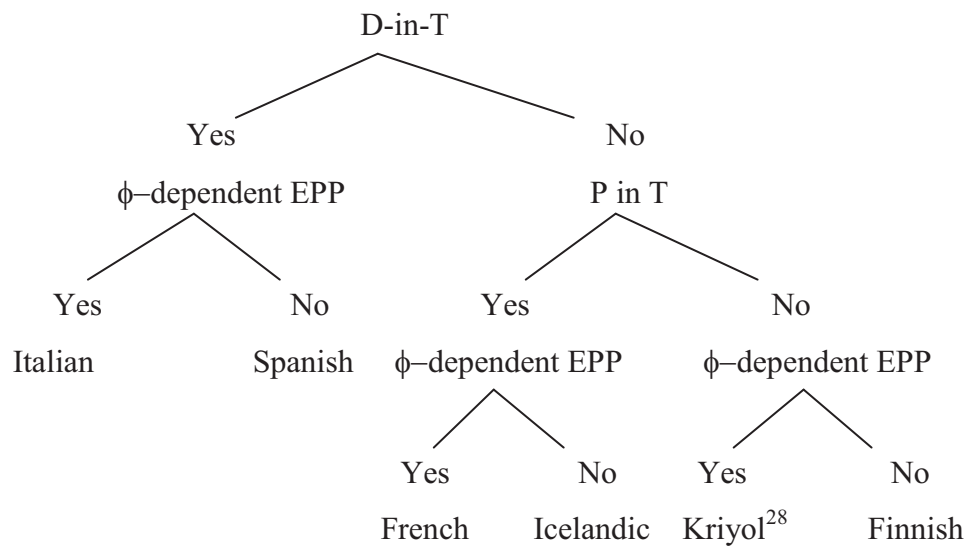 D-in-T
Yes No
ϕ–dependent EPP P in T
Yes No Yes No
Italian Spanish ϕ–dependent EPP ϕ–dependent EPP
Yes No Yes No
French Icelandic Kriyol²⁸ Finnish